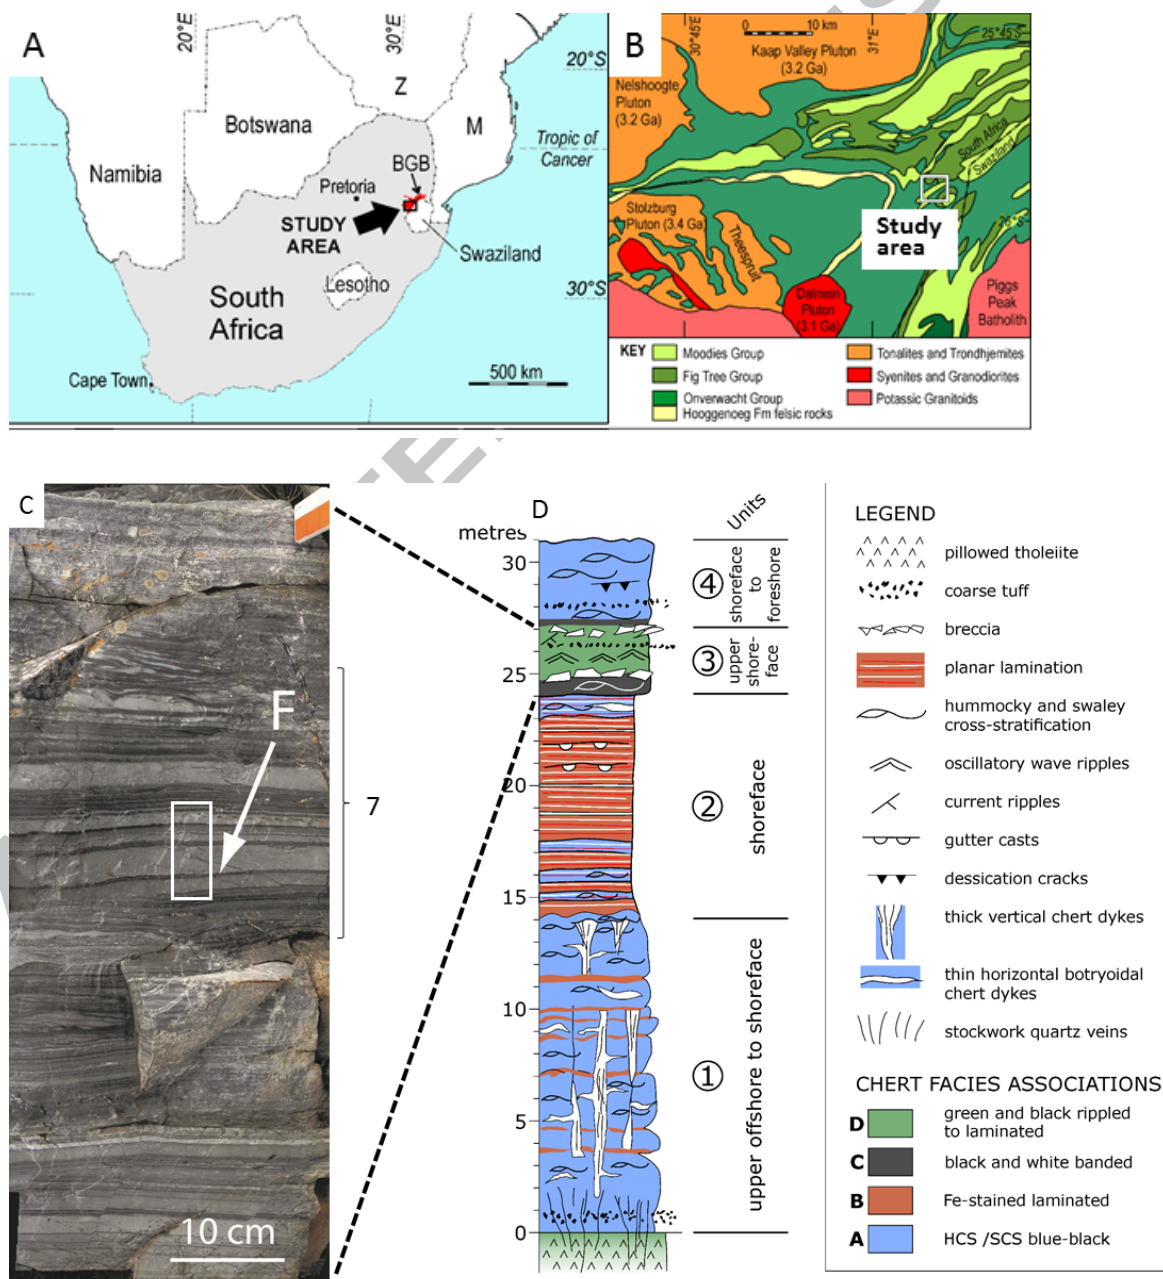 A
20°E
30°E
20°S
Z
Botswana
M
Tropic of
Cancer
Namibia
BGB
Pretoria
STUDY
AREA
Swaziland
Lesotho
30°S
South
Africa
Cape Town
500 km
B
30°45'E
0
10 km
31°E
25°45'S
Kaap Valley Pluton
(3.2 Ga)
Nelshoogte
Pluton
(3.2 Ga)
South Africa
Swaziland
Stolzburg
Pluton (3.4 Ga)
Theespruit
Study
area
26°S
Dalmein
Pluton
(3.1 Ga)
Piggs
Peak
Batholith
KEY
Moodies Group
Fig Tree Group
Onverwacht Group
Hooggenoeg Fm felsic rocks
Tonalites and Trondhjemites
Syenites and Granodiorites
Potassic Granitoids
C
F
7
10 cm
D
metres
Units
30
25
20
15
10
5
0
4
shoreface
to
foreshore
3
upper
shore-
face
2
shoreface
1
upper offshore to shoreface
LEGEND
pillowed tholeiite
coarse tuff
breccia
planar lamination
hummocky and swaley
cross-stratification
oscillatory wave ripples
current ripples
gutter casts
dessication cracks
thick vertical chert dykes
thin horizontal botryoidal
chert dykes
stockwork quartz veins
CHERT FACIES ASSOCIATIONS
D green and black rippled
to laminated
C black and white banded
B Fe-stained laminated
A HCS /SCS blue-black